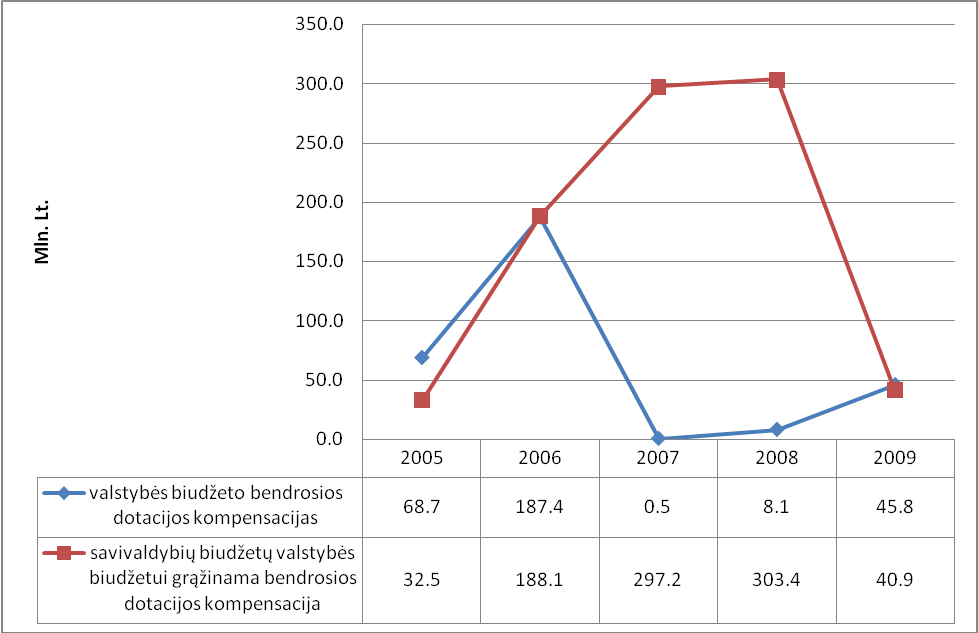 350.0
300.0
250.0
200.0
150.0
100.0
50.0
0.0
Mln. Lt.
2005 2006 2007 2008 2009
valstybės biudžeto bendrosios
dotacijos kompensacijas
68.7 187.4 0.5 8.1 45.8
savivaldybių biudžetų valstybės
biudžetui grąžinama bendrosios
dotacijos kompensacija
32.5 188.1 297.2 303.4 40.9